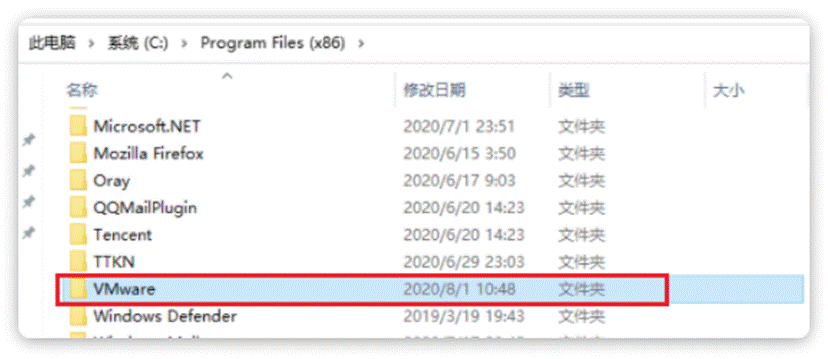 此电脑 > 系统 (C:) > Program Files (x86) >
名称 修改日期 类型 大小
Microsoft.NET 2020/7/1 23:51 文件夹
Mozilla Firefox 2020/6/15 3:50 文件夹
Oray 2020/6/17 9:03 文件夹
QQMailPlugin 2020/6/20 14:23 文件夹
Tencent 2020/6/20 14:23 文件夹
TTKN 2020/6/29 23:03 文件夹
VMware 2020/8/1 10:48 文件夹
Windows Defender 2019/3/19 19:43 文件夹